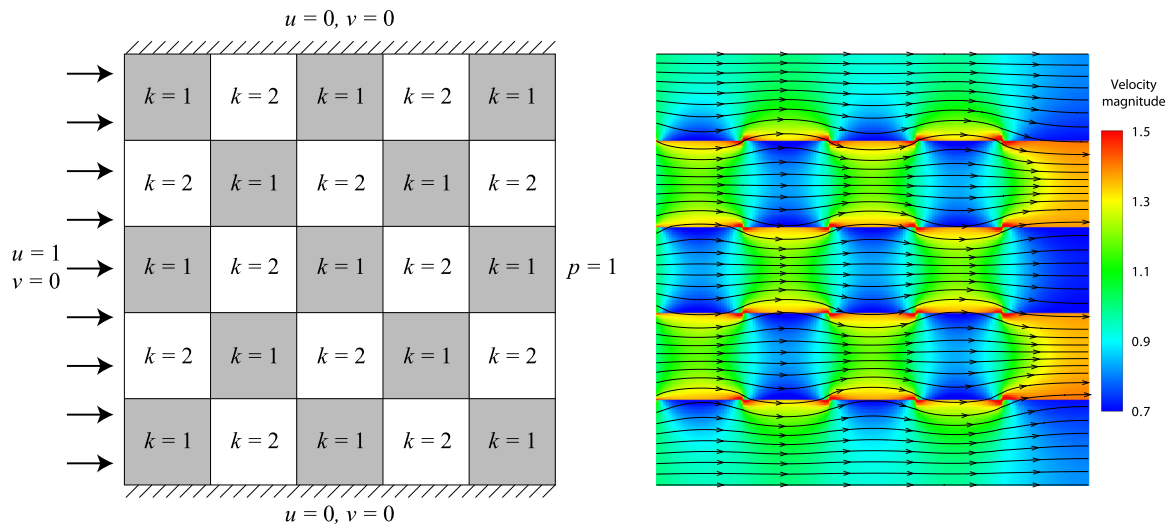 u = 0, v = 0
k = 1 k = 2 k = 1 k = 2 k = 1
k = 2 k = 1 k = 2 k = 1 k = 2
u = 1
v = 0
k = 1 k = 2 k = 1 k = 2 k = 1
p = 1
k = 2 k = 1 k = 2 k = 1 k = 2
k = 1 k = 2 k = 1 k = 2 k = 1
u = 0, v = 0
Velocity
magnitude
1.5
1.3
1.1
0.9
0.7